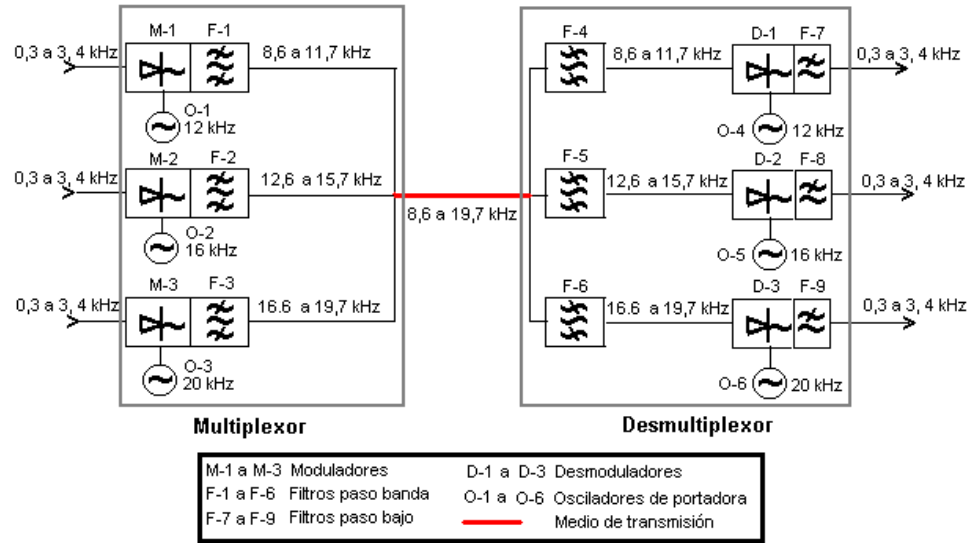 M-1 F-1
0,3 a 3, 4 kHz
8,6 a 11,7 kHz
O-1
12 kHz
M-2 F-2
0,3 a 3, 4 kHz
12,6 a 15,7 kHz
O-2
16 kHz
M-3 F-3
0,3 a 3, 4 kHz
16.6 a 19,7 kHz
O-3
20 kHz
8,6 a 19,7 kHz
F-4
8,6 a 11,7 kHz
D-1 F-7
0,3 a 3, 4 kHz
O-4 12 kHz
F-5
12,6 a 15,7 kHz
D-2 F-8
0,3 a 3, 4 kHz
O-5 16 kHz
F-6
16.6 a 19,7 kHz
D-3 F-9
0,3 a 3, 4 kHz
O-6 20 kHz
Multiplexor
Desmultiplexor
M-1 a M-3 Moduladores
F-1 a F-6 Filtros paso banda
F-7 a F-9 Filtros paso bajo
D-1 a D-3 Desmoduladores
O-1 a O-6 Osciladores de portadora
Medio de transmisión